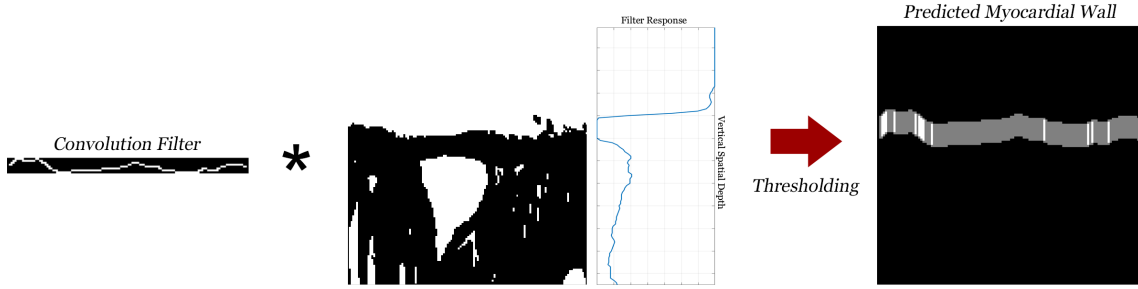 Convolution Filter
*
Filter Response
Vertical Spatial Depth
Thresholding
Predicted Myocardial Wall